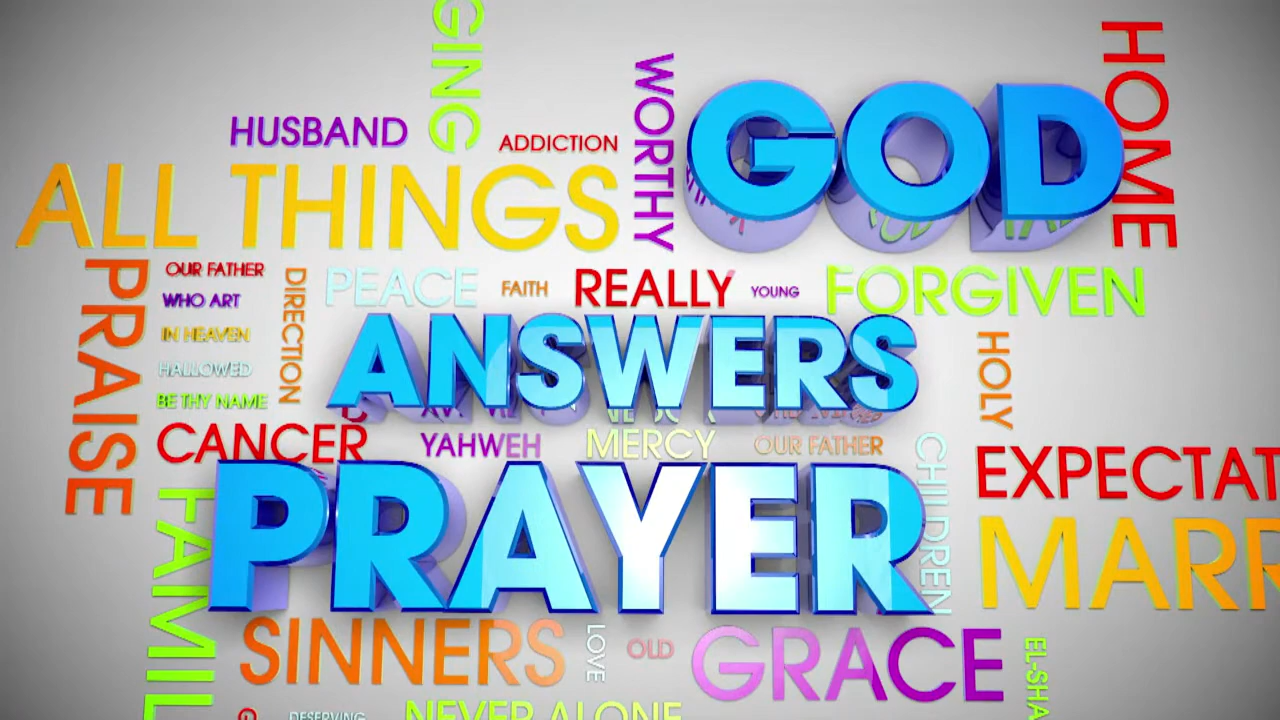 GING
HUSBAND
ADDICTION
WORTHY
GOD
HOME
ALL THINGS
PRAISE
OUR FATHER
WHO ART
IN HEAVEN
HALLOWED
BE THY NAME
DIRECTION
PEACE
FAITH
REALLY
YOUNG
FORGIVEN
ANSWERS
HOLY
CANCER
YAHWEH
MERCY
OUR FATHER
CHILDREN
EXPECTAT
PRAYER
MARR
FAMIL
SINNERS
LOVE
OLD
GRACE
EL-SHA
DESERVING
NEVER ALONE